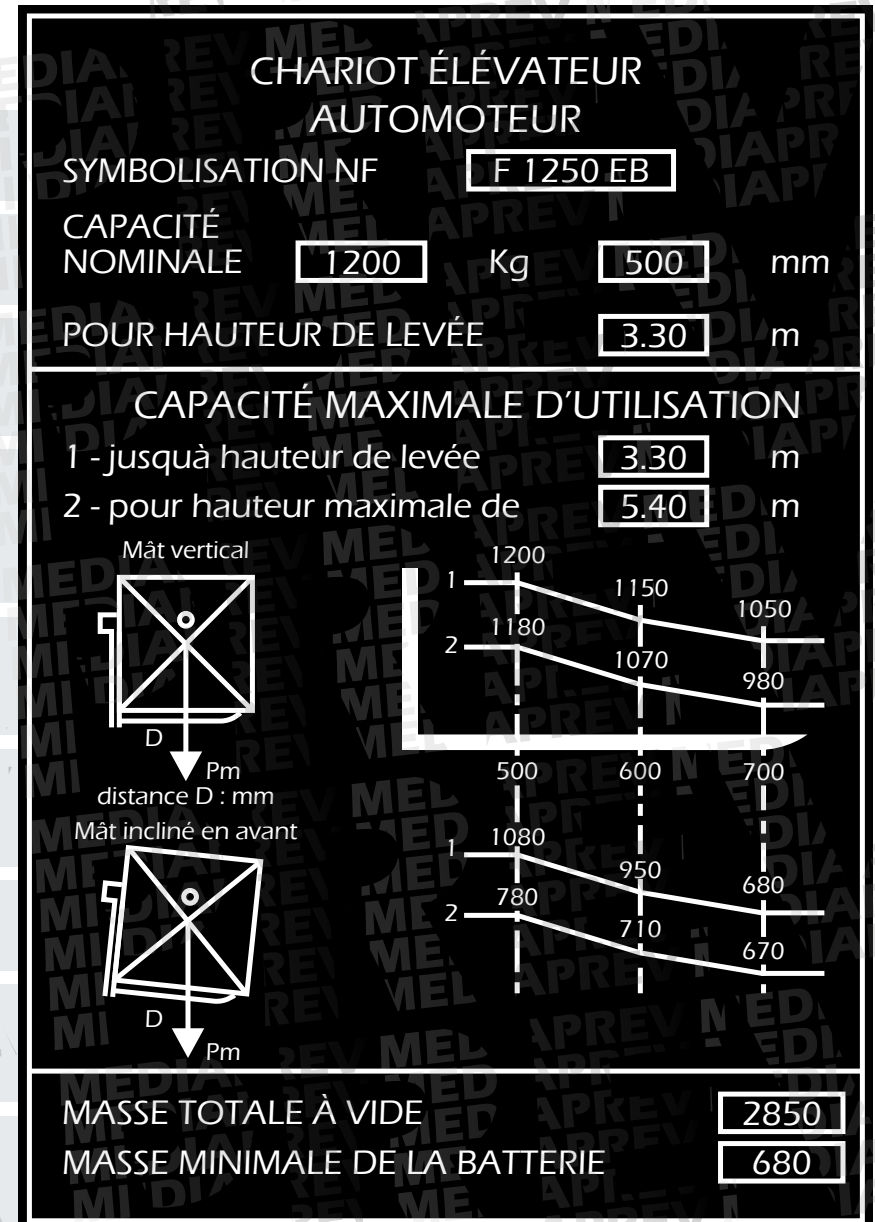 CHARIOT ÉLÉVATEUR
AUTOMOTEUR
SYMBOLISATION NF F 1250 EB
CAPACITÉ
NOMINALE 1200 Kg 500 mm
POUR HAUTEUR DE LEVÉE 3.30 m
CAPACITÉ MAXIMALE D'UTILISATION
1 - jusquà hauteur de levée 3.30 m
2 - pour hauteur maximale de 5.40 m
Mât vertical
1200
1 1150 1050
1180
2 1070 980
D
Pm
distance D : mm
500 600 700
Mât incliné en avant
1080
1 950 680
780
2 710 670
D
Pm
MASSE TOTALE À VIDE 2850
MASSE MINIMALE DE LA BATTERIE 680